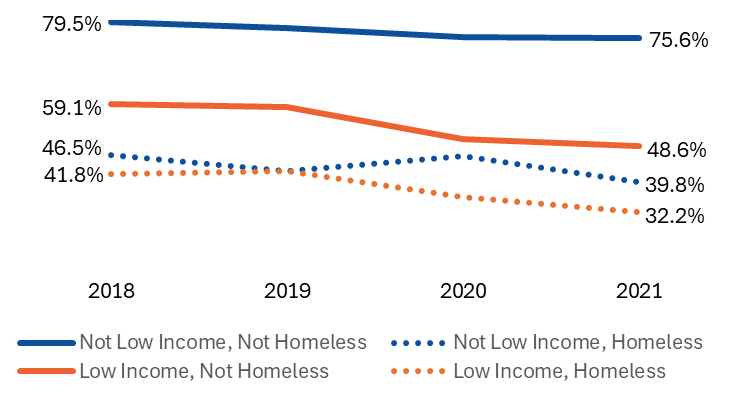 79.5%
75.6%
59.1%
46.5%
48.6%
41.8%
39.8%
32.2%
2018 2019 2020 2021
Not Low Income, Not Homeless Not Low Income, Homeless
Low Income, Not Homeless Low Income, Homeless